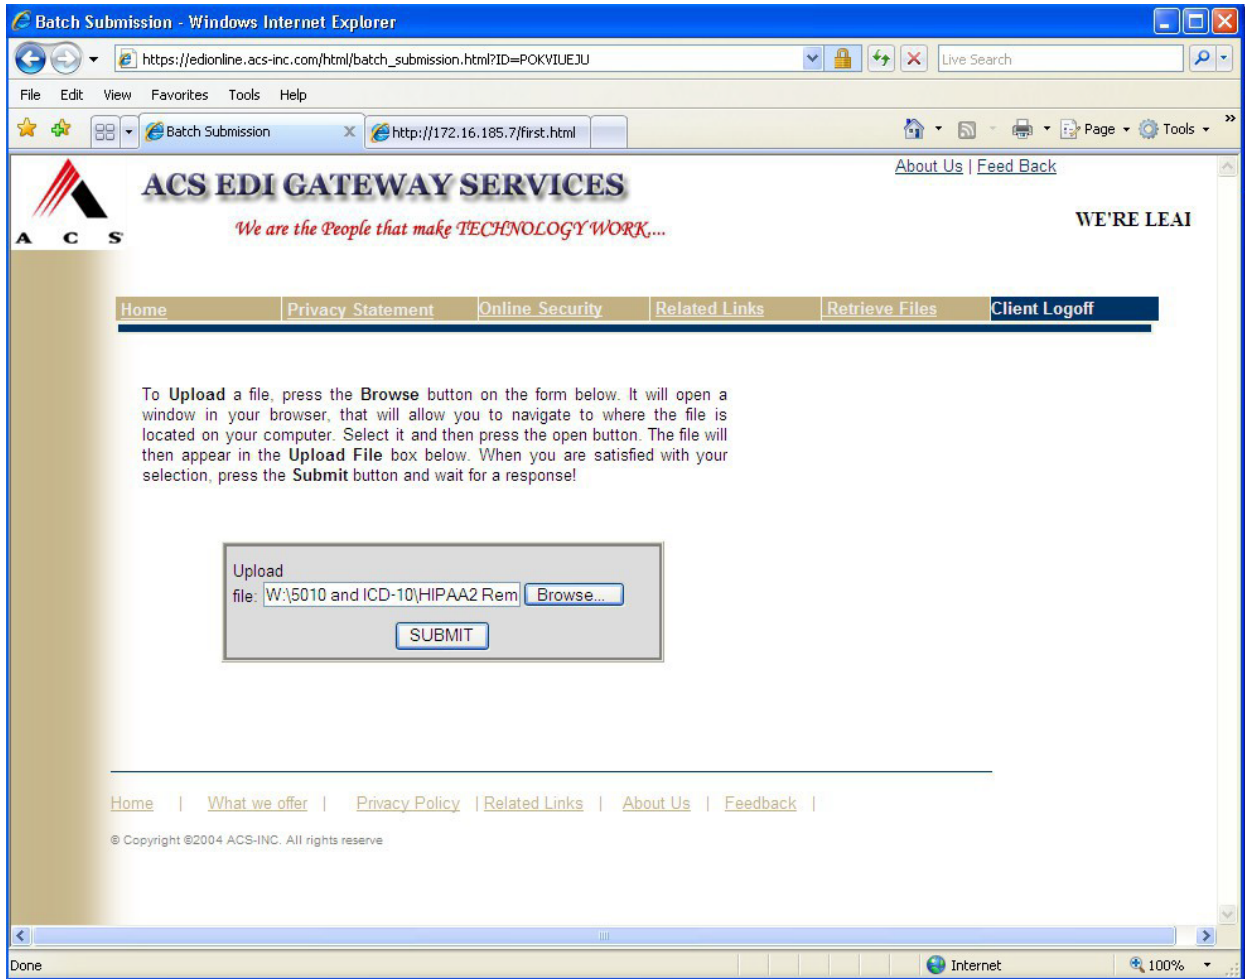 Batch Submission - Windows Internet Explorer
https://edionline.acs-inc.com/html/batch_submission.html?ID=POKVIUEJU
Live Search
File Edit View Favorites Tools Help
Batch Submission
http://172.16.185.7/first.html
Page Tools
A C S
ACS EDI GATEWAY SERVICES
We are the People that make TECHNOLOGY WORK,...
About Us | Feed Back
WE'RE LEAI
Home Privacy Statement Online Security Related Links Retrieve Files Client Logoff
To Upload a file, press the Browse button on the form below. It will open a
window in your browser, that will allow you to navigate to where the file is
located on your computer. Select it and then press the open button. The file will
then appear in the Upload File box below. When you are satisfied with your
selection, press the Submit button and wait for a response!
Upload
file: W:\5010 and ICD-10\HIPAA2 Rem Browse...
SUBMIT
Home | What we offer | Privacy Policy | Related Links | About Us | Feedback |
© Copyright ©2004 ACS-INC. All rights reserve
Done Internet 100%